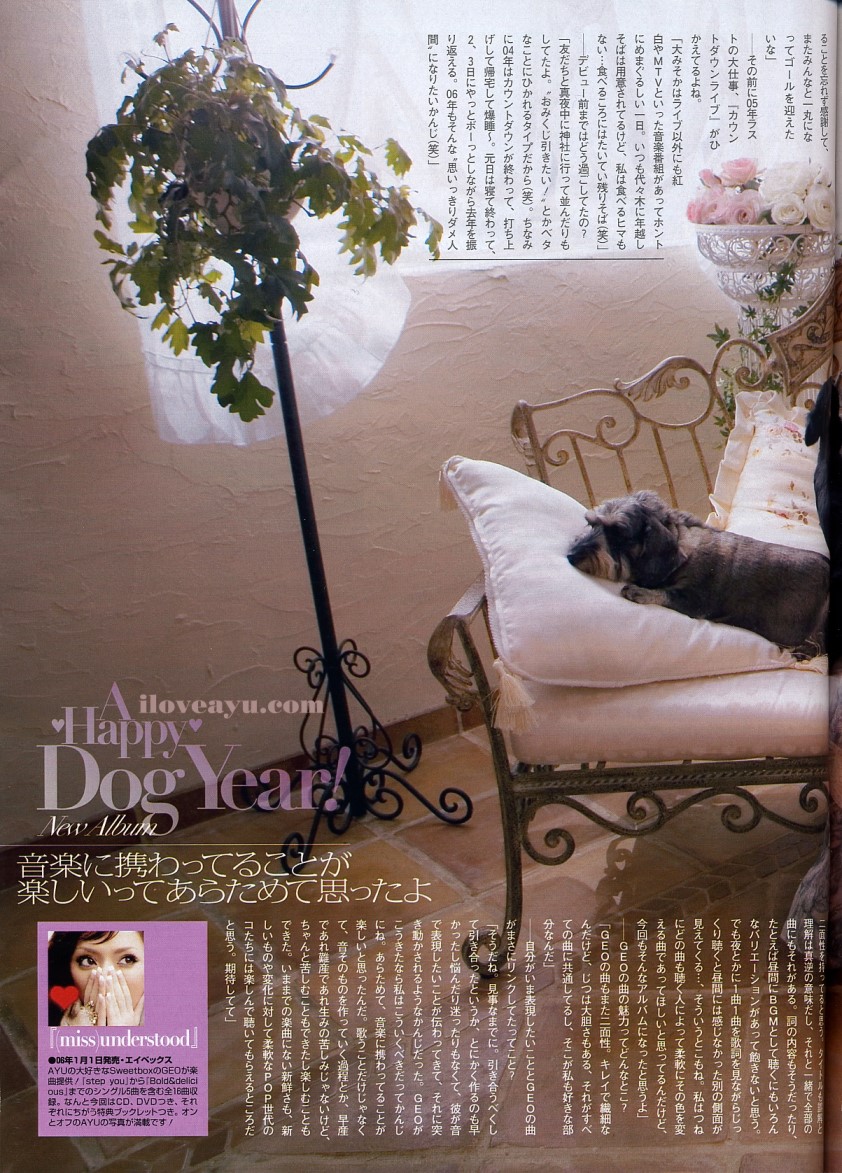 ることを忘れず感謝して、
またみんなと一丸にな
ってゴールを迎えた
いな」
――その前に05年ラス
トの大仕事、「カウン
トダウンライブ」がひ
かえてるよね。
「大みそかはライブ以外にも紅
白やMTVといった音楽番組があってホント
にめまぐるしい一日。いつも代々木に年越し
そばは用意されてるけど、私は食べるヒマも
ない…食べるころにはたいてい残りそば(笑)」
――デビュー前まではどう過ごしてたの?
「友だちと真夜中に神社に行って並んだりも
してたよ。“おみくじ引きたい!”とかベタ
なことにひかれるタイプだから(笑)。ちなみ
に04年はカウントダウンが終わって、打ち上
げして帰宅して爆睡~。元日は寝て終わって、
2、3日にやっとボーっとしながら去年を振
り返える。06年もそんな“思いっきりダメ人
間”になりたいかんじ(笑)」
iloveayu.com
A
Happy
Dog Year!
New Album
音楽に携わってることが
楽しいってあらためて思ったよ
理解は真逆の意味だし、それと一緒で全部の
曲にもそれがある。詞の内容もそうだったり、
たとえば昼間にBGMとして聴くにもいろん
なバリエーションがあって飽きないと思う。
でも夜とかに1曲1曲を歌詞を見ながらじっ
くり聴くと昼間には感じなかった別の側面が
見えてくる…、そういうとこもね。私はつね
にどの曲も聴く人によって柔軟にその色を変
える曲であってほしいと思ってるんだけど、
今回もそんなアルバムになったと思うよ」
――GEOの曲の魅力ってどんなとこ?
「GEOの曲もまた二面性。キレイで繊細な
んだけど、じつは大胆さもある。それがすべ
ての曲に共通してるし、そこが私も好きな部
分なんだ」
――自分がいま表現したいこととGEOの曲
がまさにリンクしてたってこと?
「そうだね。見事なまでに。引き合うべくし
て引き合ったというか、とにかく作るのも早
かったし悩んだり迷ったりもなくて、彼が音
で表現したいことが伝わってきて、それに突
き動かされるようなかんじだった。GEOが
こうきたなら私はこういくべきだってかんじ
にね。あらためて、音楽に携わってることが
楽しいと思ったんだ。歌うことだけじゃなく
て、音そのものを作っていく過程とか、早産
であれ難産であれ生みの苦しみじゃないけど、
ちゃんと苦しむこともできたし楽しむことも
できた。いままでの楽曲にない新鮮さも、新
しいものや変化に対して柔軟なPOP世代の
コたちには楽しんで聴いてもらえるところだ
と思う。期待してて」
『(miss)understood』
●06年1月1日発売・エイベックス
AYUの大好きなSweetboxのGEOが楽
曲提供!「step you」から「Bold&delici
ous」までのシングル5曲を含む全16曲収
録。なんと今回はCD、DVDつき、それ
ぞれにちがう特典ブックレットつき。オン
とオフのAYUの写真が満載です!